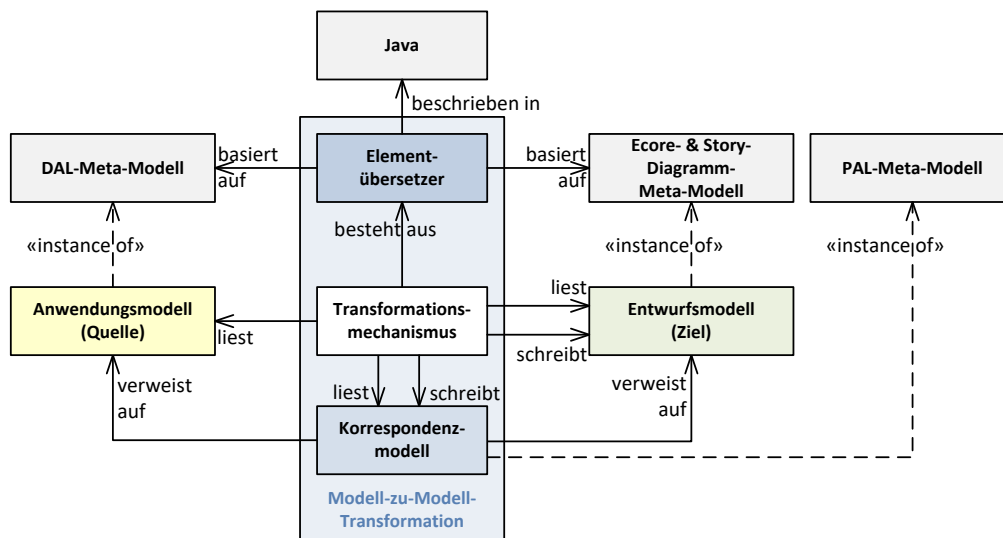 Java
beschrieben in
DAL-Meta-Modell
basiert
auf
Element-
übersetzer
basiert
auf
Ecore- & Story-
Diagramm-
Meta-Modell
PAL-Meta-Modell
«instance of»
besteht aus
«instance of»
«instance of»
Anwendungsmodell
(Quelle)
liest
Transformations-
mechanismus
liest
schreibt
Entwurfsmodell
(Ziel)
verweist
auf
liest
schreibt
verweist
auf
Korrespondenz-
modell
Modell-zu-Modell-
Transformation